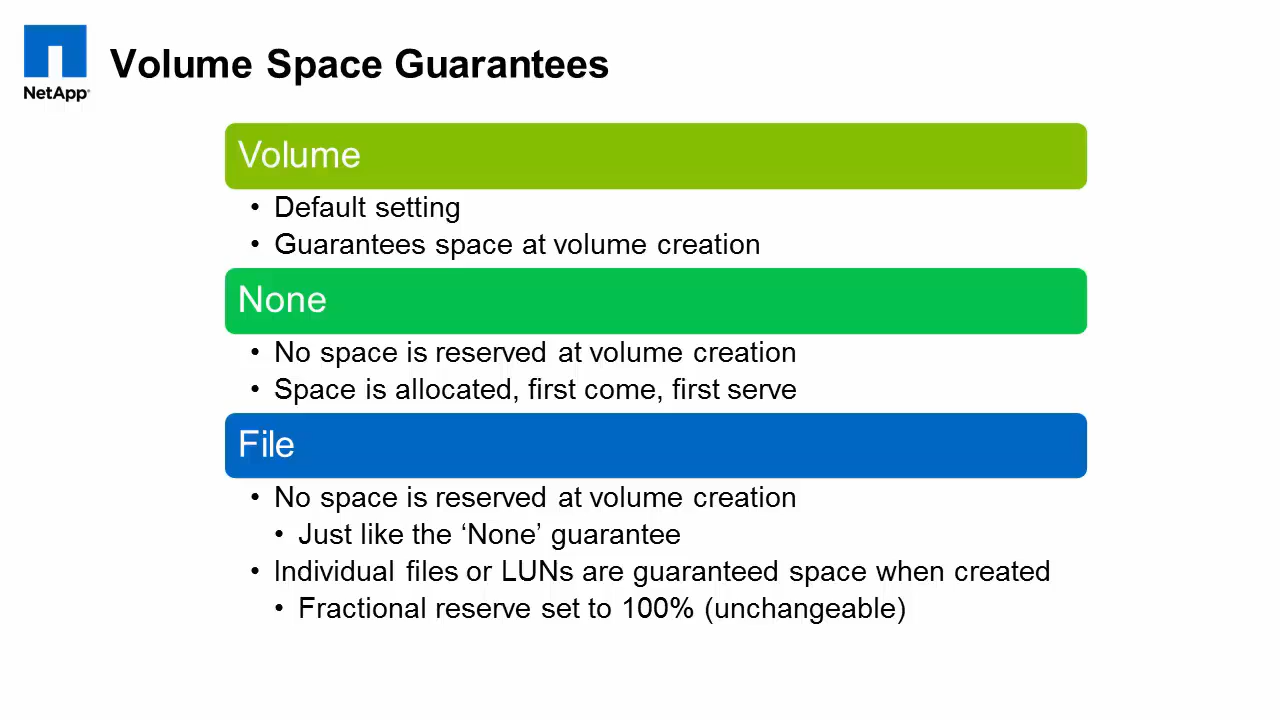 NetApp®
Volume Space Guarantees
Volume
• Default setting
• Guarantees space at volume creation
None
• No space is reserved at volume creation
• Space is allocated, first come, first serve
File
• No space is reserved at volume creation
• Just like the ‘None’ guarantee
• Individual files or LUNs are guaranteed space when created
• Fractional reserve set to 100% (unchangeable)